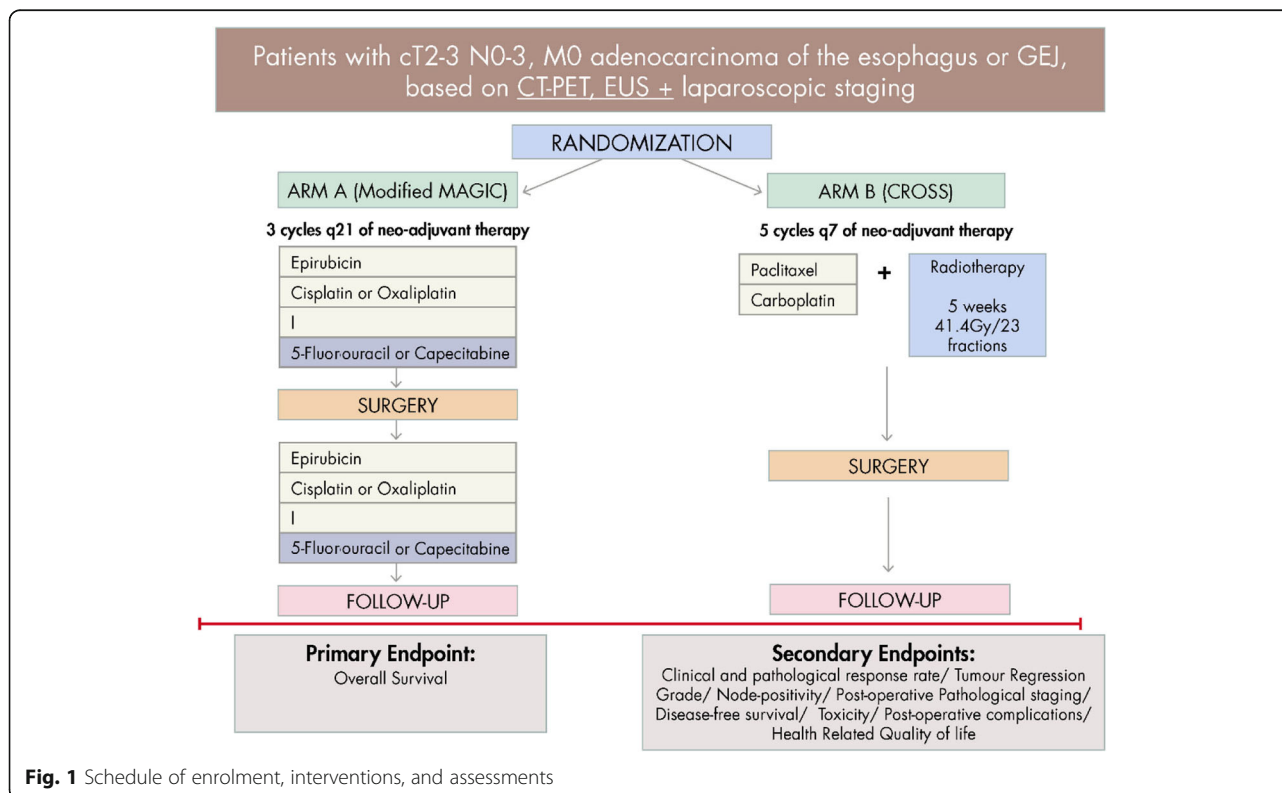 Patients with cT2-3 N0-3, M0 adenocarcinoma of the esophagus or GEJ,
based on CT-PET, EUS + laparoscopic staging
RANDOMIZATION
ARM A (Modified MAGIC)
3 cycles q21 of neo-adjuvant therapy
Epirubicin
Cisplatin or Oxaliplatin
I
5-Fluor·ouracil or Capecitabine
SURGERY
Epirubicin
Cisplatin or Oxaliplatin
I
5-Fluor·ouracil or Capecitabine
FOLLOW-UP
ARM B (CROSS)
5 cycles q7 of neo-adjuvant therapy
Paclitaxel
Carboplatin
+
Radiotherapy
5 weeks
41.4Gy/23
fractions
SURGERY
FOLLOW-UP
Primary Endpoint:
Overall Survival
Secondary Endpoints:
Clinical and pathological response rate/ Tumour Regression
Grade/ Node-positivity/ Post-operative Pathological staging/
Disease-free survival/ Toxicity/ Post-operative complications/
Health Related Quality of life
Fig. 1 Schedule of enrolment, interventions, and assessments